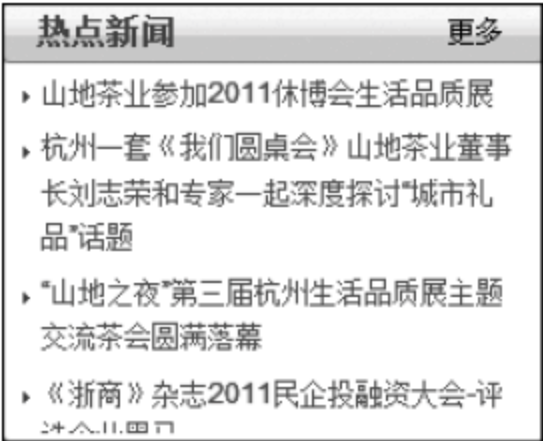 热点新闻 更多
山地茶业参加2011休博会生活品质展
杭州一套《我们圆桌会》山地茶业董事
长刘志荣和专家一起深度探讨“城市礼
品”话题
“山地之夜”第三届杭州生活品质展主题
交流茶会圆满落幕
《浙商》杂志2011民企投融资大会-评